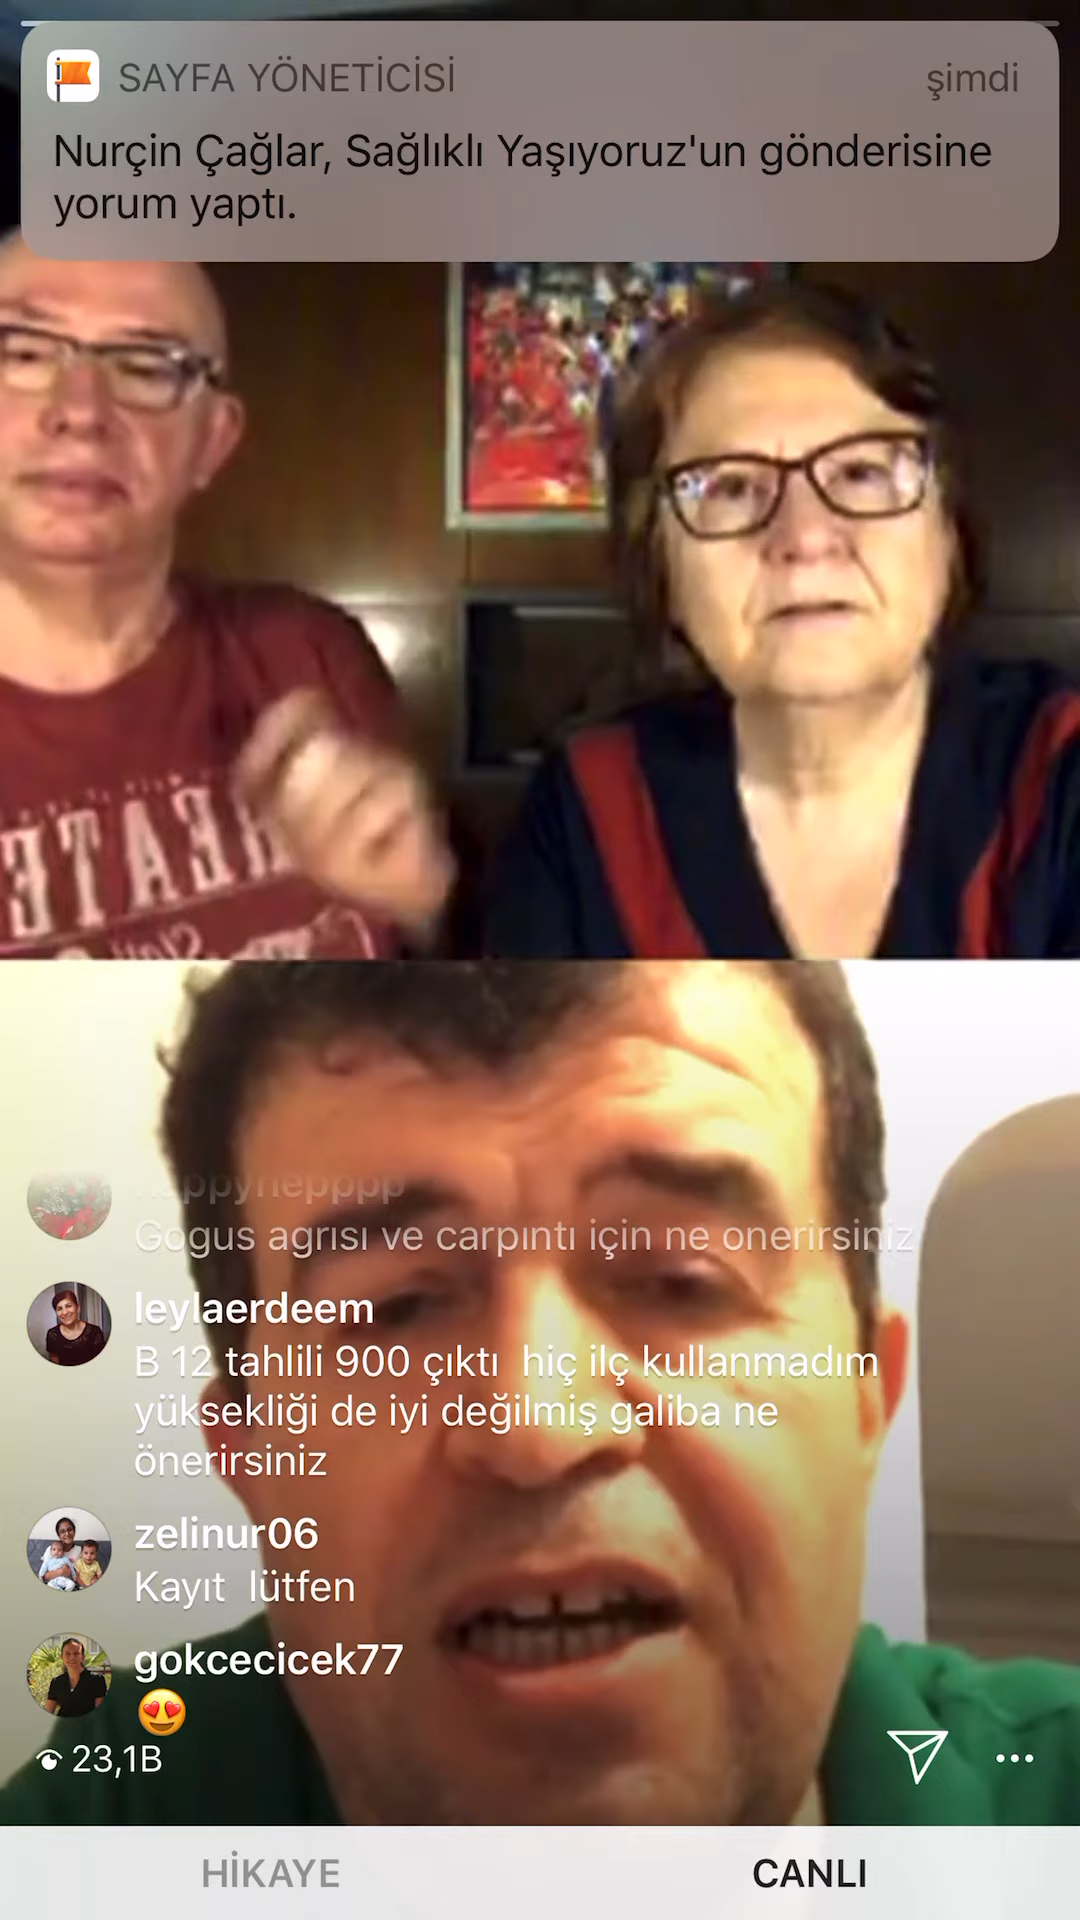 SAYFA YÖNETİCİSİ
şimdi
Nurçin Çağlar, Sağlıklı Yaşıyoruz'un gönderisine
yorum yaptı.
Gogus agrısı ve carpıntı için ne onerirsiniz
leylaerdeem
B 12 tahlili 900 çıktı hiç ilç kullanmadım
yüksekliği de iyi değilmiş galiba ne
önerirsiniz
zelinur06
Kayıt lütfen
gokcecicek77
😍
23,1B
HİKAYE
CANLI